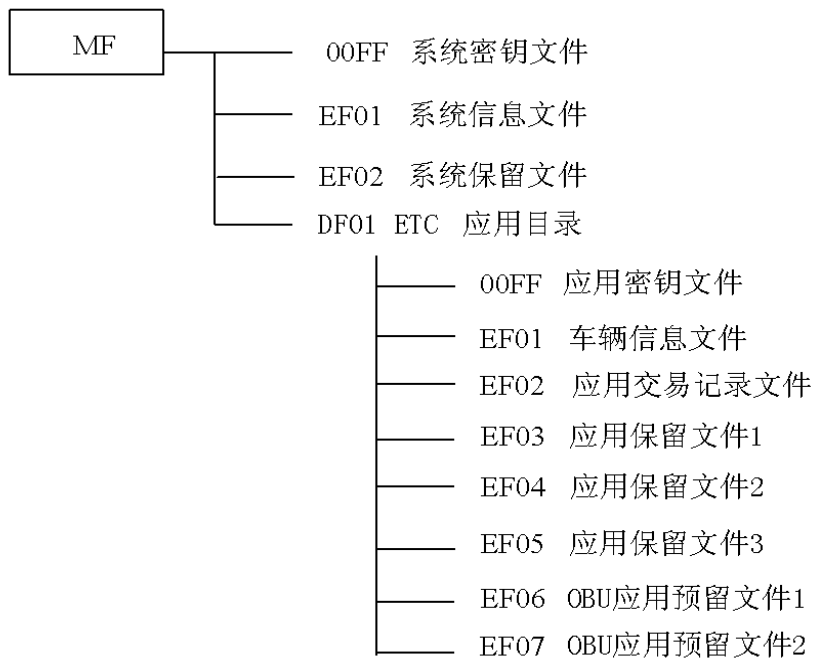 MF
00FF 系统密钥文件
EF01 系统信息文件
EF02 系统保留文件
DF01 ETC 应用目录
00FF 应用密钥文件
EF01 车辆信息文件
EF02 应用交易记录文件
EF03 应用保留文件1
EF04 应用保留文件2
EF05 应用保留文件3
EF06 OBU应用预留文件1
EF07 OBU应用预留文件2